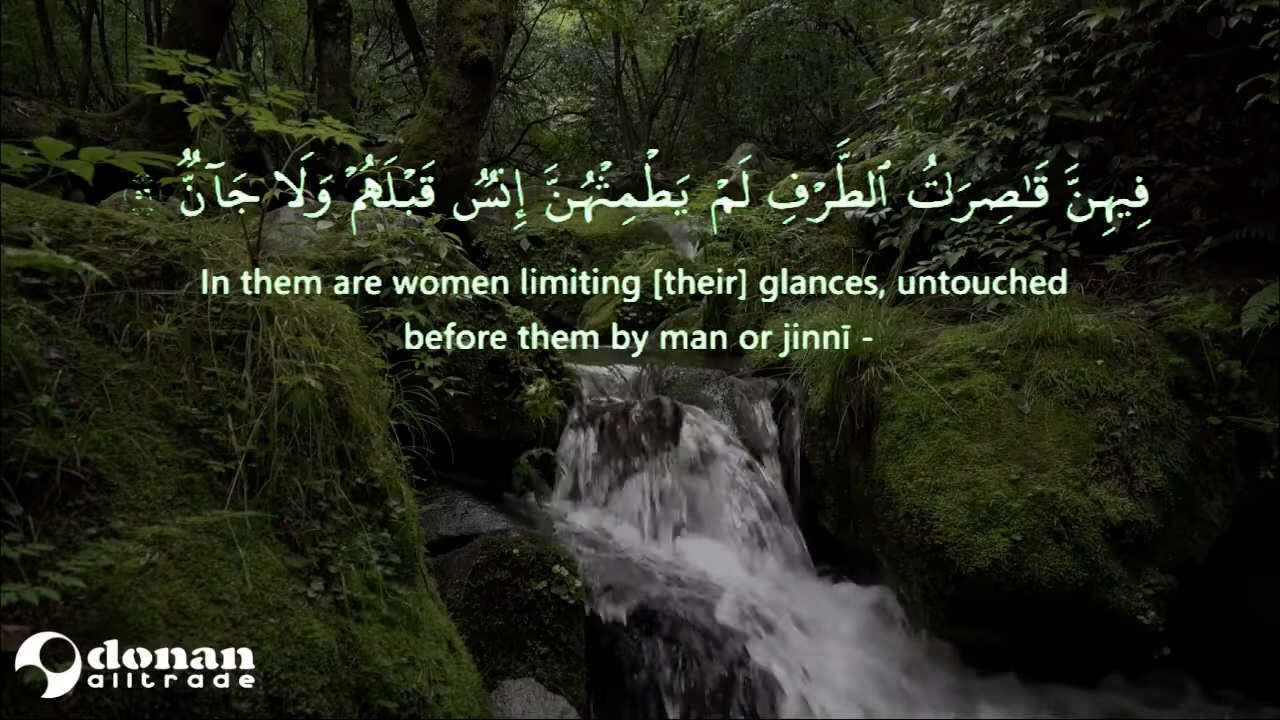 فِيهِنَّ قَٰصِرَٰتُ ٱلطَّرْفِ لَمْ يَطْمِثْهُنَّ إِنسٌ قَبْلَهُمْ وَلَا جَآنٌّ
In them are women limiting [their] glances, untouched
before them by man or jinnī -
donan
alltrade